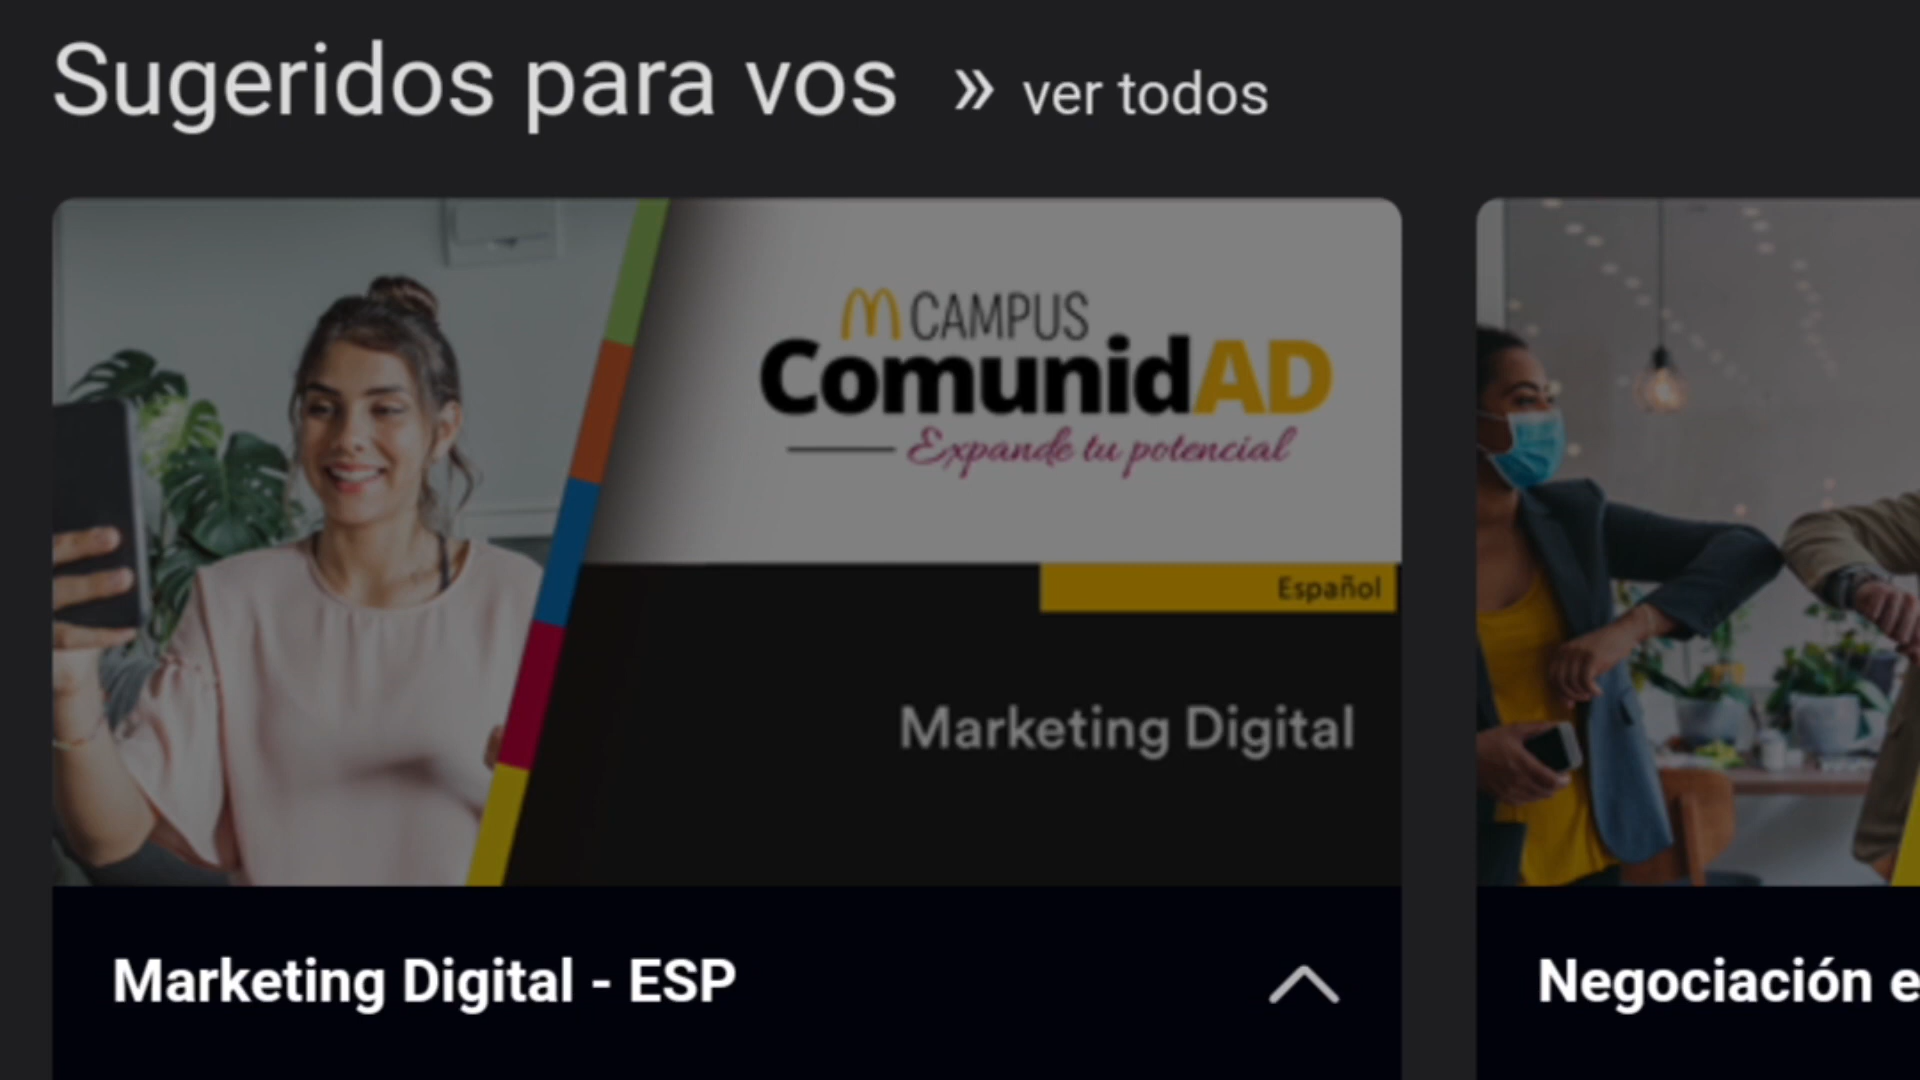 Sugeridos para vos » ver todos
CAMPUS
ComunidAD
Expande tu potencial
Español
Marketing Digital
Marketing Digital - ESP
Negociación e